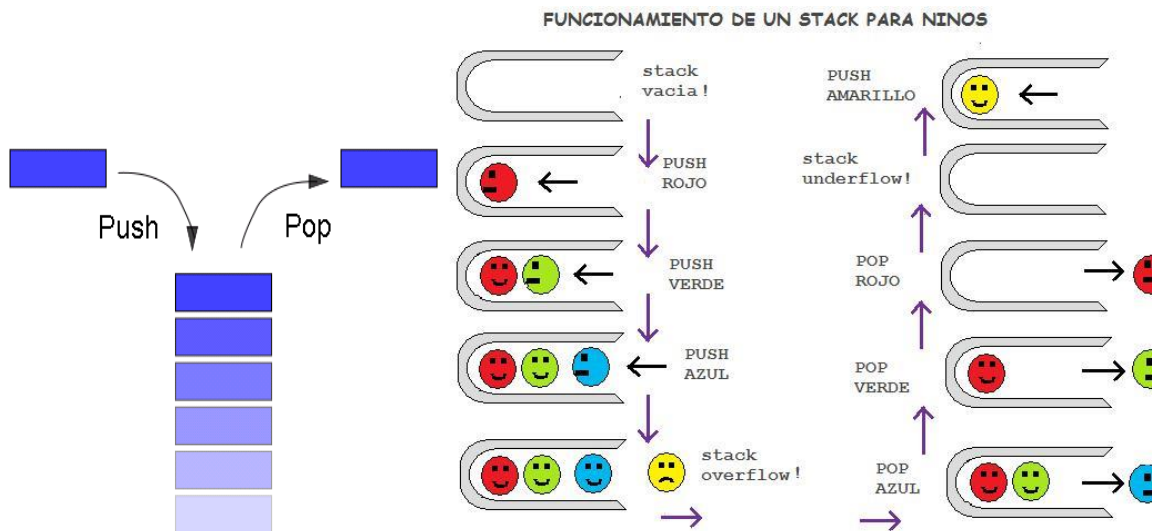 FUNCIONAMIENTO DE UN STACK PARA NINOS
Push
Pop
stack
vacia!
PUSH
ROJO
PUSH
VERDE
PUSH
AZUL
stack
overflow!
POP
AZUL
POP
VERDE
POP
ROJO
stack
underflow!
PUSH
AMARILLO